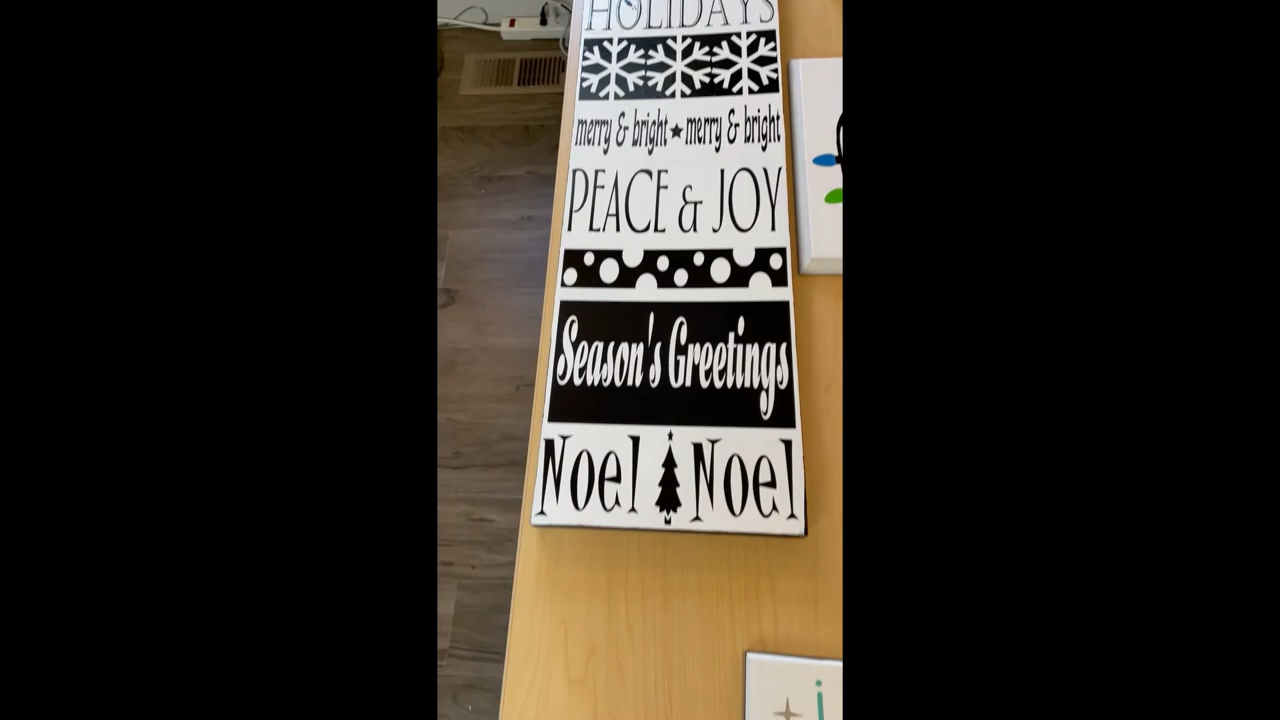 HOLIDAYS
merry & bright ★ merry & bright
PEACE & JOY
Season's Greetings
Noel Noel
i